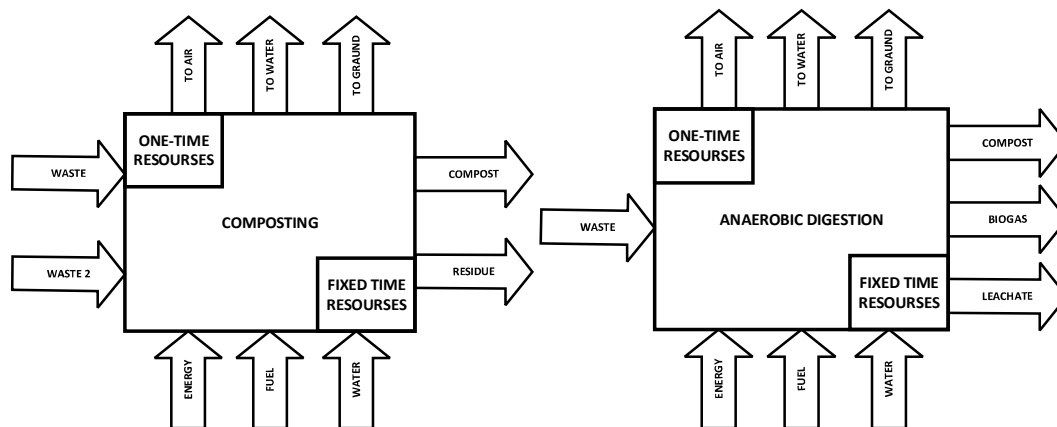 TO AIR
TO WATER
TO GRAUND
ONE-TIME
RESOURSES
WASTE
COMPOST
COMPOSTING
WASTE 2
RESIDUE
FIXED TIME
RESOURSES
ENERGY
FUEL
WATER
TO AIR
TO WATER
TO GRAUND
ONE-TIME
RESOURSES
COMPOST
WASTE
ANAEROBIC DIGESTION
BIOGAS
FIXED TIME
RESOURSES
LEACHATE
ENERGY
FUEL
WATER